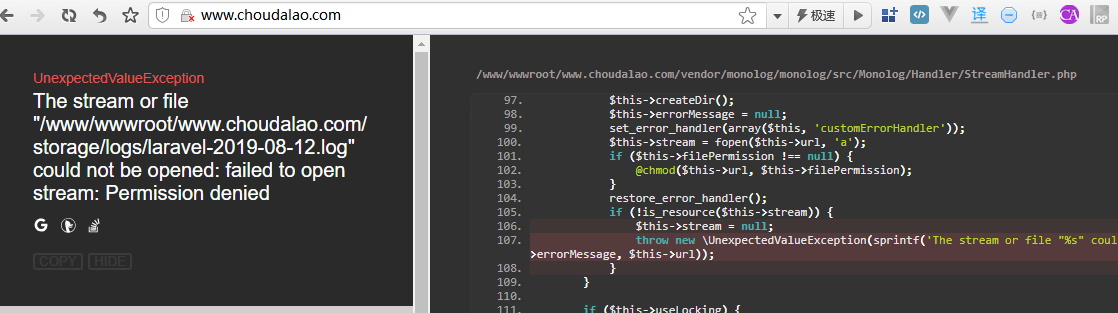 www.choudalao.com
极速
译
CA
RP
UnexpectedValueException
The stream or file
"/www/wwwroot/www.choudalao.com/
storage/logs/laravel-2019-08-12.log"
could not be opened: failed to open
stream: Permission denied
COPY HIDE
/www/wwwroot/www.choudalao.com/vendor/monolog/monolog/src/Monolog/Handler/StreamHandler.php
97. $this->createDir();
98. $this->errorMessage = null;
99. set_error_handler(array($this, 'customErrorHandler'));
100. $this->stream = fopen($this->url, 'a');
101. if ($this->filePermission !== null) {
102. @chmod($this->url, $this->filePermission);
103. }
104. restore_error_handler();
105. if (!is_resource($this->stream)) {
106. $this->stream = null;
107. throw new \UnexpectedValueException(sprintf('The stream or file "%s" coul
>errorMessage, $this->url));
108. }
109. }
110.
111. if ($this->useLocking) {